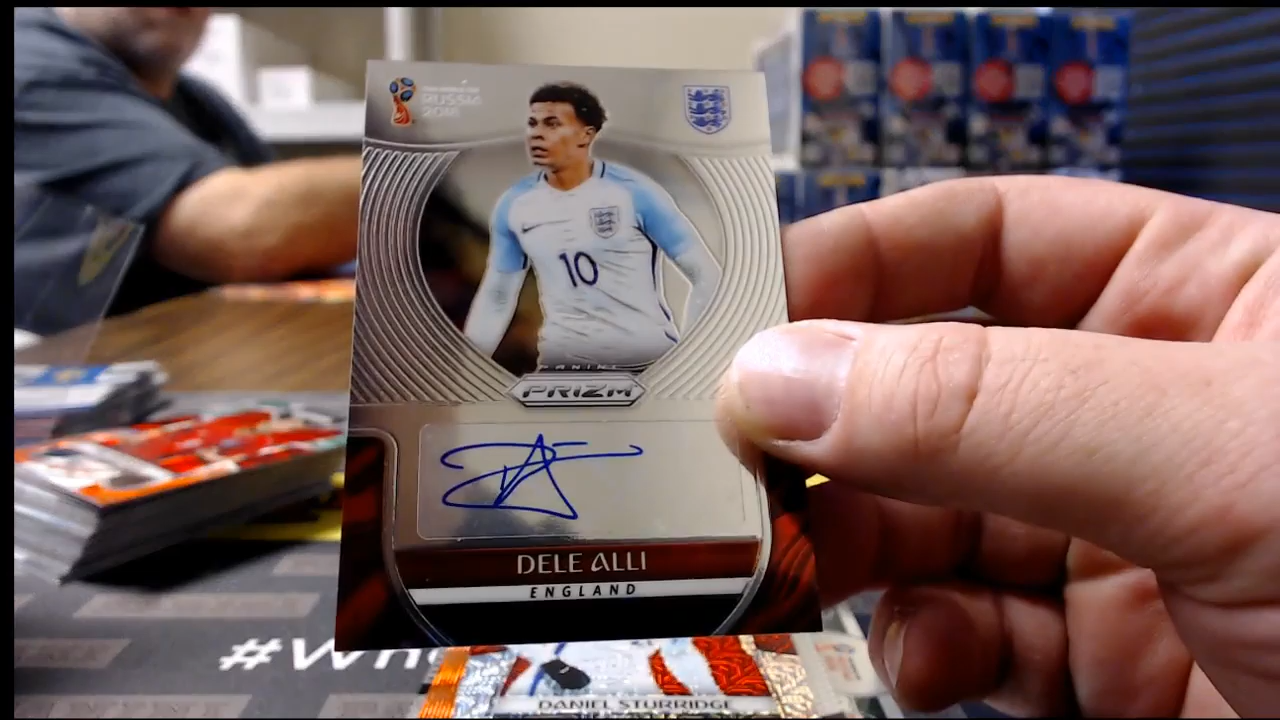 RUSSIA
2018
10
PANINI
PRIZM
DELE ALLI
ENGLAND
#Wh
DANIEL STURRIDGE